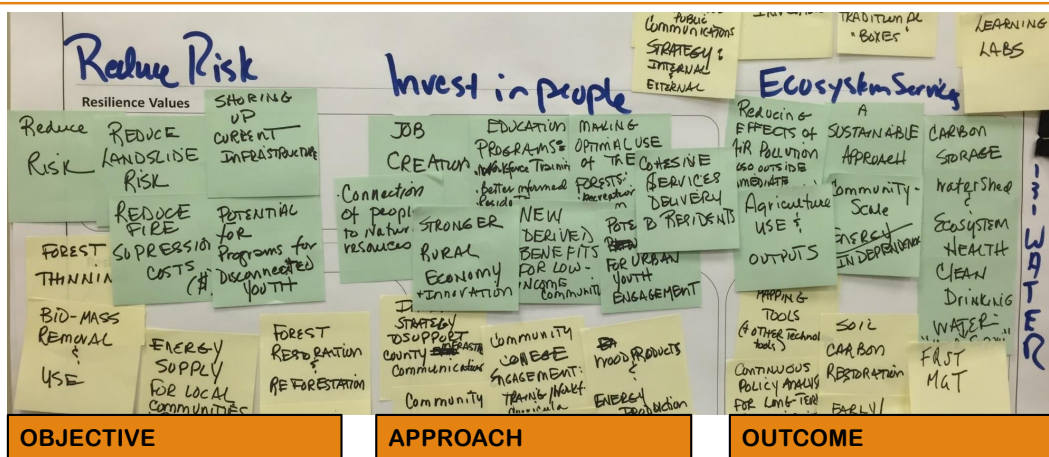 PUBLIC
COMMUNICATIONS
STRATEGY:
INTERNAL
EXTERNAL
TRADITIONAL
"BOXES"
LEARNING
LABS
Reduce Risk
Invest in people
Ecosystem Services
Resilience Values
Reduce
Risk
REDUCE
LANDSLIDE
RISK
SHORING
UP
CURRENT
INFRASTRUCTURE
REDUCE
FIRE
SUPRESSION
COSTS
POTENTIAL
FOR
Programs for
Disconnected
YOUTH
FOREST
BIO-MASS
REMOVAL
&
USE
ENERGY
SUPPLY
FOR LOCAL
COMMUNITIES
FOREST
RESTORATION
&
REFORESTATION
JOB
CREATION
EDUCATION
PROGRAMS:
better informed
MAKING
OPTIMAL USE
OF THE
FORESTS:
COHESIVE
SERVICES
DELIVERY
RESIDENTS
Connection
of people
to Natural
resources
STRONGER
RURAL
ECONOMY
+INNOVATION
NEW
DERIVED
BENEFITS
FOR LOW-
INCOME
Community
FOR URBAN
YOUTH
ENGAGEMENT
STRATEGY
TO SUPPORT
COUNTY
Communications
Community
ENGAGEMENT:
Community
WOOD PRODUCTS
&
ENERGY
Reducing
EFFECTS of
AIR POLLUTION
ALSO OUTSIDE
A
SUSTAINABLE
APPROACH
CARBON
STORAGE
Watershed
&
Ecosystem
HEALTH
CLEAN
Drinking
WATER
Agriculture
USE &
OUTPUTS
Community-
Scale
ENERGY
INDEPENDENCE
MAPPING
TOOLS
(& OTHER
tools)
CONTINUOUS
POLICY ANALYSIS
FOR LONG-TERM
SOIL
CARBON
RESTORATION
EARLY/
FRST
MGT
WATER
OBJECTIVE
APPROACH
OUTCOME